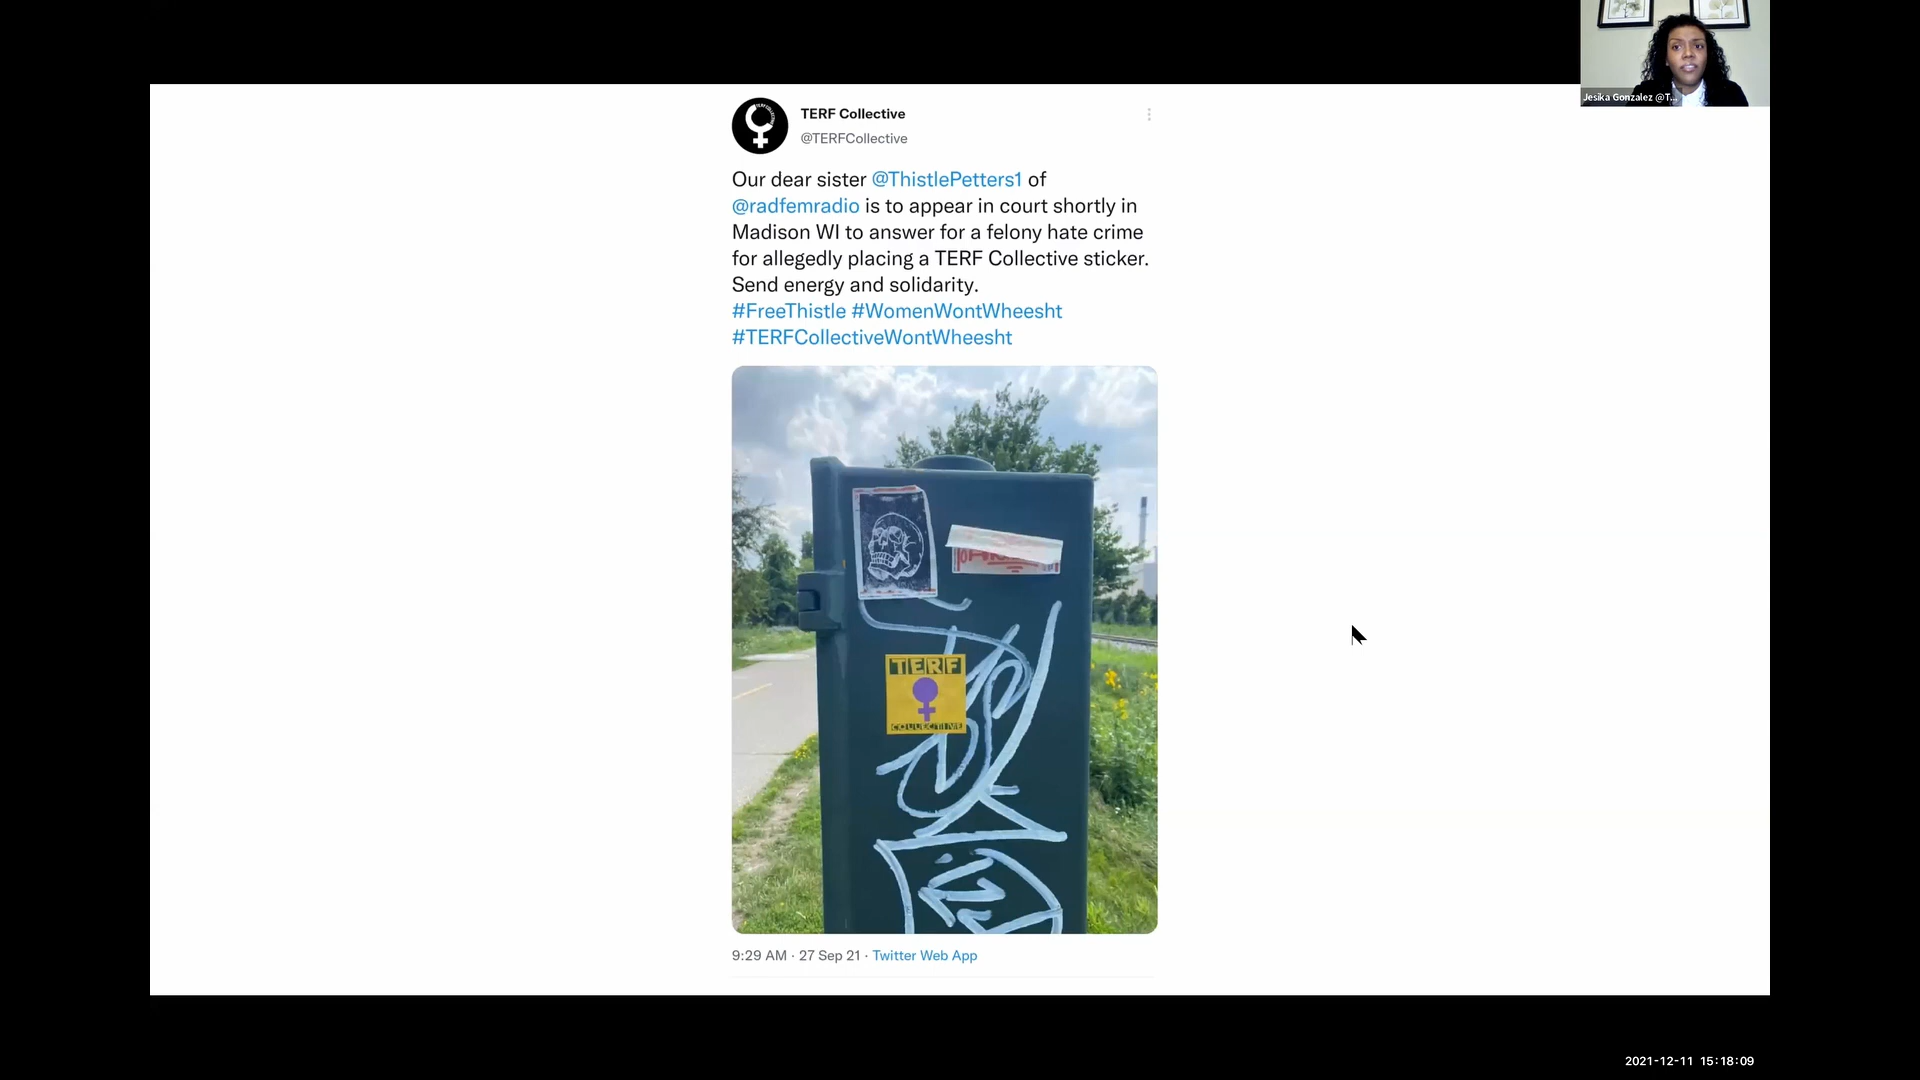 Jesika Gonzalez @T...
TERF Collective
@TERFCollective
Our dear sister @ThistlePetters1 of
@radfemradio is to appear in court shortly in
Madison WI to answer for a felony hate crime
for allegedly placing a TERF Collective sticker.
Send energy and solidarity.
#FreeThistle #WomenWontWheesht
#TERFCollectiveWontWheesht
TERF
COLLECTIVE
9:29 AM · 27 Sep 21 · Twitter Web App
2021-12-11 15:18:09